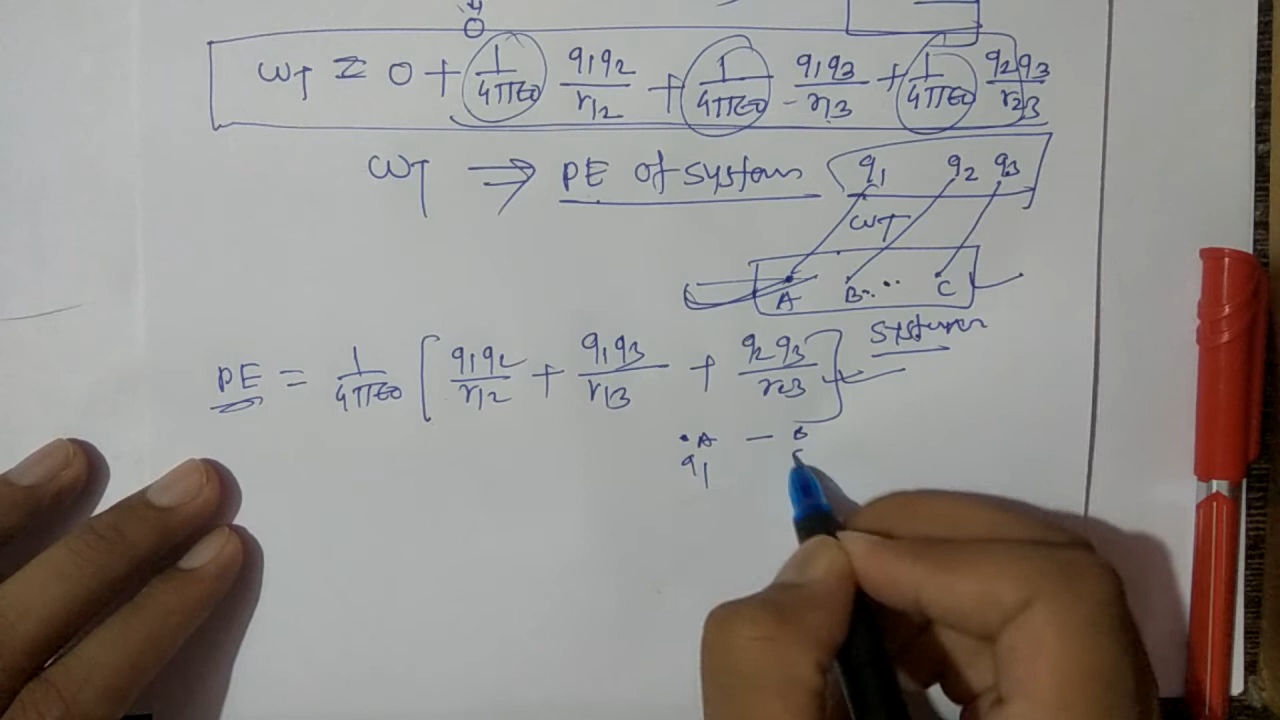 WT = 0 + 1/4πε0 q1q2/r12 + 1/4πε0 q1q3/r13 + 1/4πε0 q2q3/r23
WT ⇒ PE of system q1 q2 q3
WT
A B... C
system
PE = 1/4πε0 [ q1q2/r12 + q1q3/r13 + q2q3/r23 ]
.A — B
q1